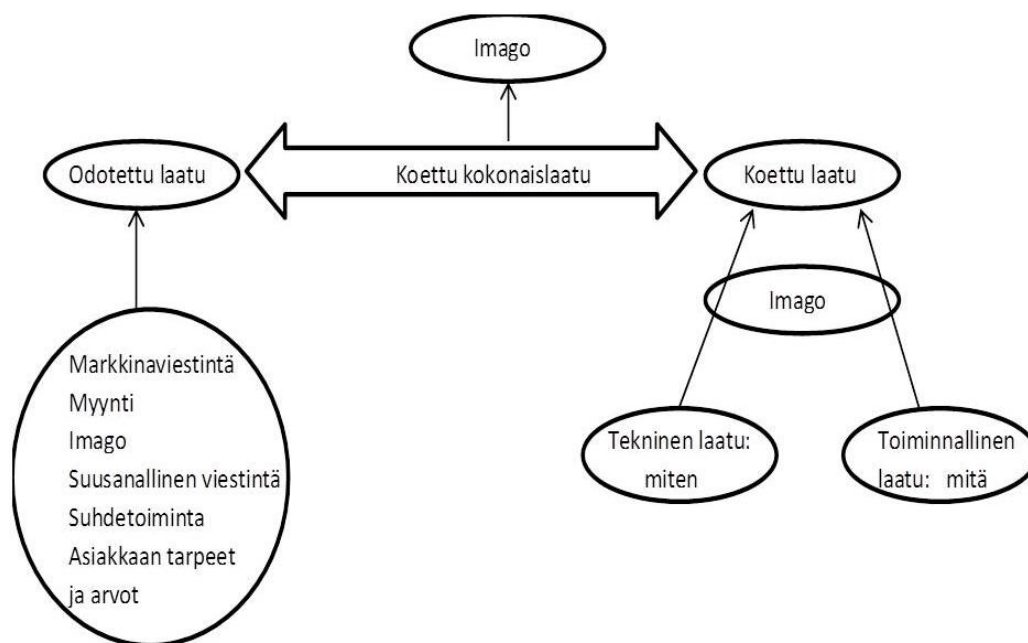 Imago
Odotettu laatu
Koettu kokonaislaatu
Koettu laatu
Imago
Markkinaviestintä
Myynti
Imago
Suusanallinen viestintä
Suhdetoiminta
Asiakkaan tarpeet
ja arvot
Tekninen laatu:
miten
Toiminnallinen
laatu: mitä